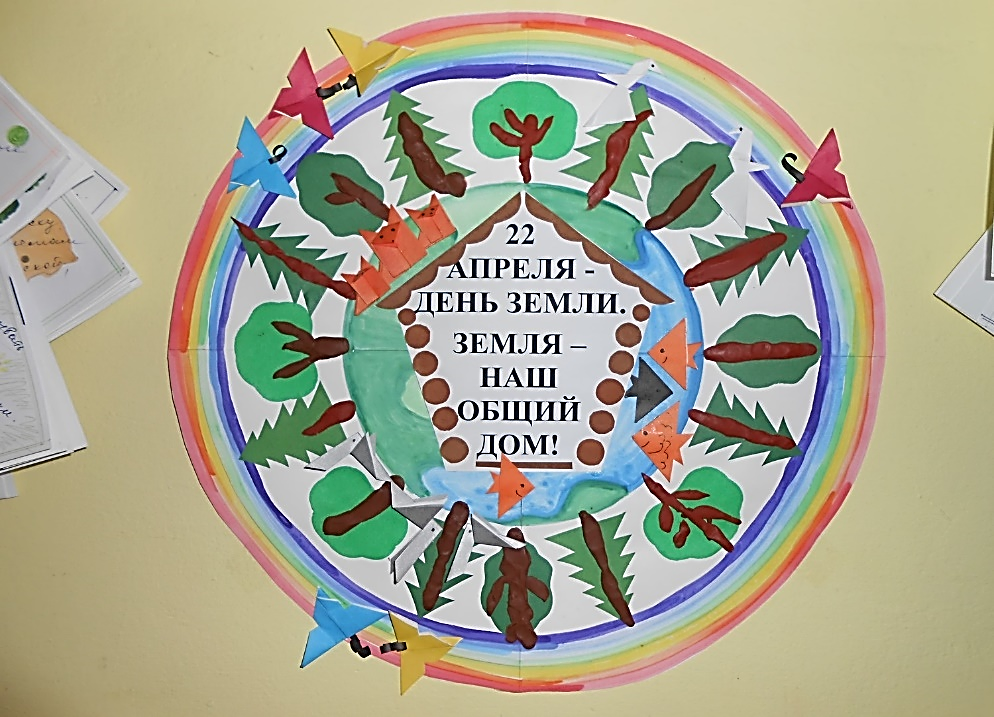 22
АПРЕЛЯ -
ДЕНЬ ЗЕМЛИ.
ЗЕМЛЯ –
НАШ
ОБЩИЙ
ДОМ!